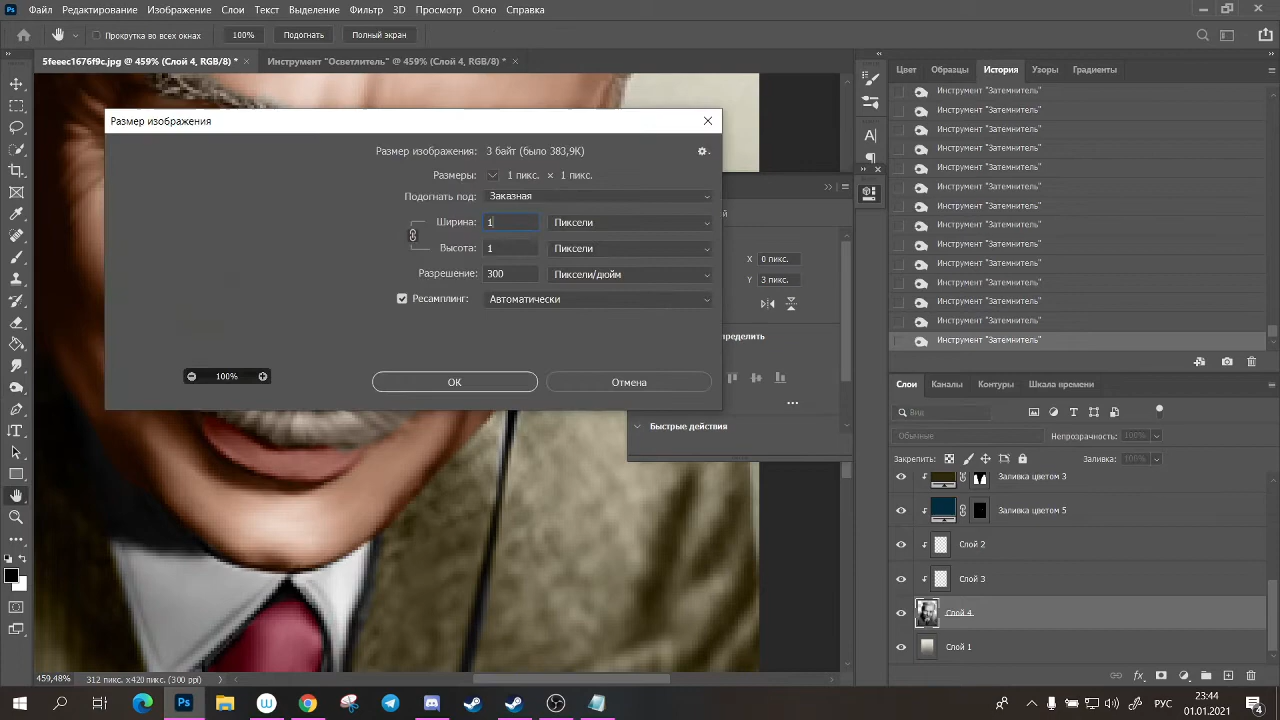 Ps Файл Редактирование Изображение Слои Текст Выделение Фильтр 3D Просмотр Окно Справка
Прокрутка во всех окнах 100% Подогнать Полный экран
5feeec1676f9c.jpg @ 459% (Слой 4, RGB/8) * Инструмент "Осветлитель" @ 459% (Слой 4, RGB/8) *
Цвет Образцы История Узоры Градиенты
Инструмент "Затемнитель"
Инструмент "Затемнитель"
Инструмент "Затемнитель"
Инструмент "Затемнитель"
Инструмент "Затемнитель"
Инструмент "Затемнитель"
Инструмент "Затемнитель"
Инструмент "Затемнитель"
Инструмент "Затемнитель"
Инструмент "Затемнитель"
Инструмент "Затемнитель"
Инструмент "Затемнитель"
Инструмент "Затемнитель"
Инструмент "Затемнитель"
Размер изображения
Размер изображения: 3 байт (было 383,9K)
Размеры: 1 пикс. × 1 пикс.
Подогнать под: Заказная
Ширина: 1 Пиксели
Высота: 1 Пиксели
Разрешение: 300 Пиксели/дюйм
Ресамплинг: Автоматически
100%
OK Отмена
X 0 пикс.
Y 3 пикс.
Быстрые действия
Слои Каналы Контуры Шкала времени
Вид
Обычные Непрозрачность: 100%
Закрепить: Заливка: 100%
Заливка цветом 3
Заливка цветом 5
Слой 2
Слой 3
Слой 4
Слой 1
fx
459,48% 312 пикс. x 420 пикс. (300 ppi)
Ps РУС 23:44 01.01.2021